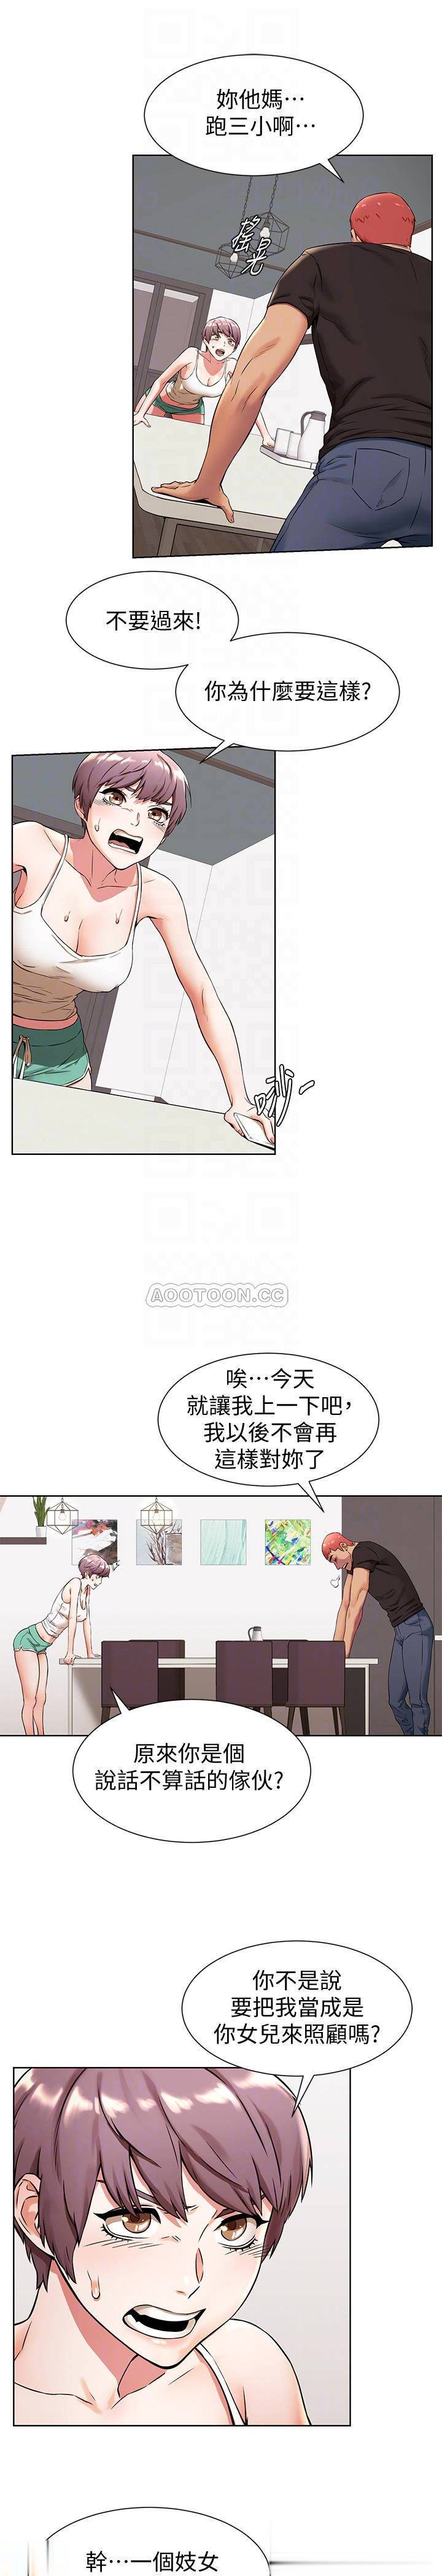 妳他媽…
跑三小啊…
搖晃
不要過來!
你為什麼要這樣?
唦
AOOTOON.CC
唉…今天
就讓我上一下吧,
我以後不會再
這樣對妳了
原來你是個
說話不算話的傢伙?
你不是說
要把我當成是
你女兒來照顧嗎?
幹…一個妓女